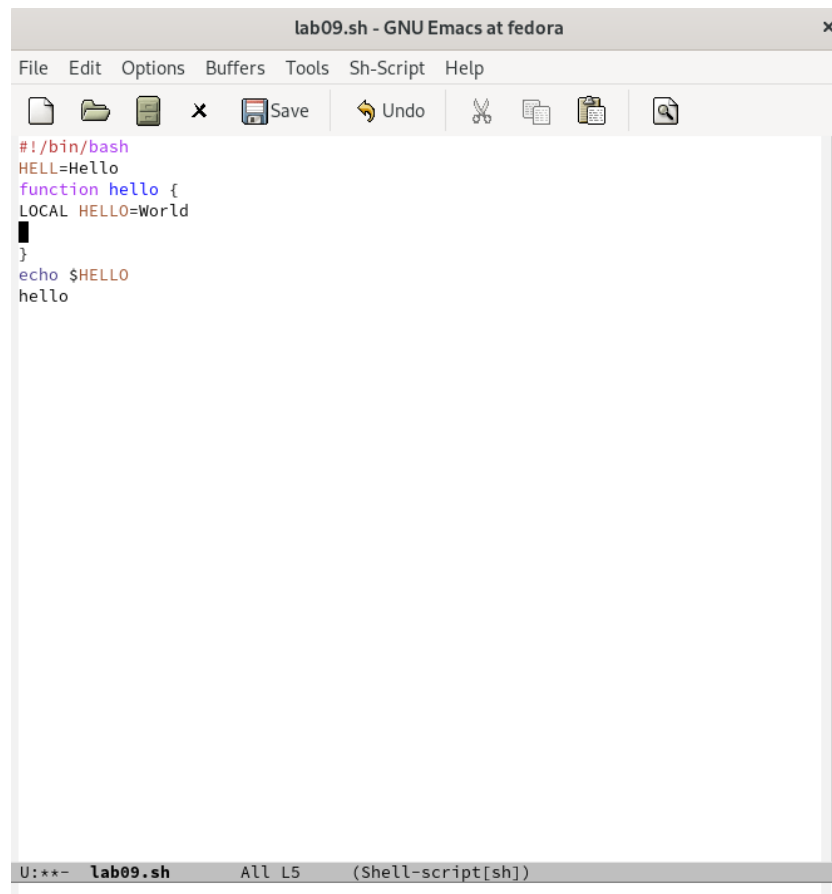 lab09.sh - GNU Emacs at fedora ×
File Edit Options Buffers Tools Sh-Script Help
Save Undo
#!/bin/bash
HELL=Hello
function hello {
LOCAL HELLO=World
}
echo $HELLO
hello
U:**- lab09.sh All L5 (Shell-script[sh])